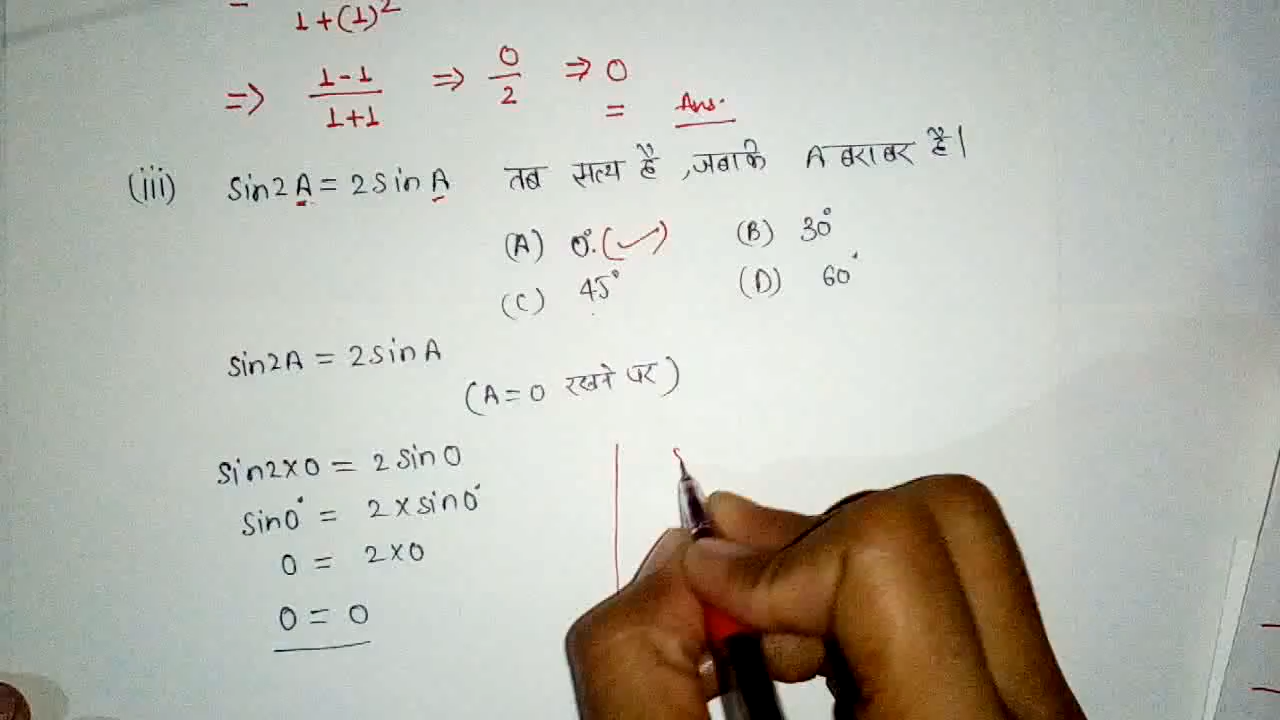 1+(1)²
=> 1-1/1+1 => 0/2 => 0 = Ans.
(iii) Sin2A = 2SinA तब सत्य है, जबकि A बराबर है।
(A) 0°. (✓) (B) 30°
(C) 45° (D) 60°
Sin2A = 2SinA
(A=0 रखने पर)
Sin2×0 = 2 Sin0
Sin0° = 2×sin0°
0 = 2×0
0 = 0